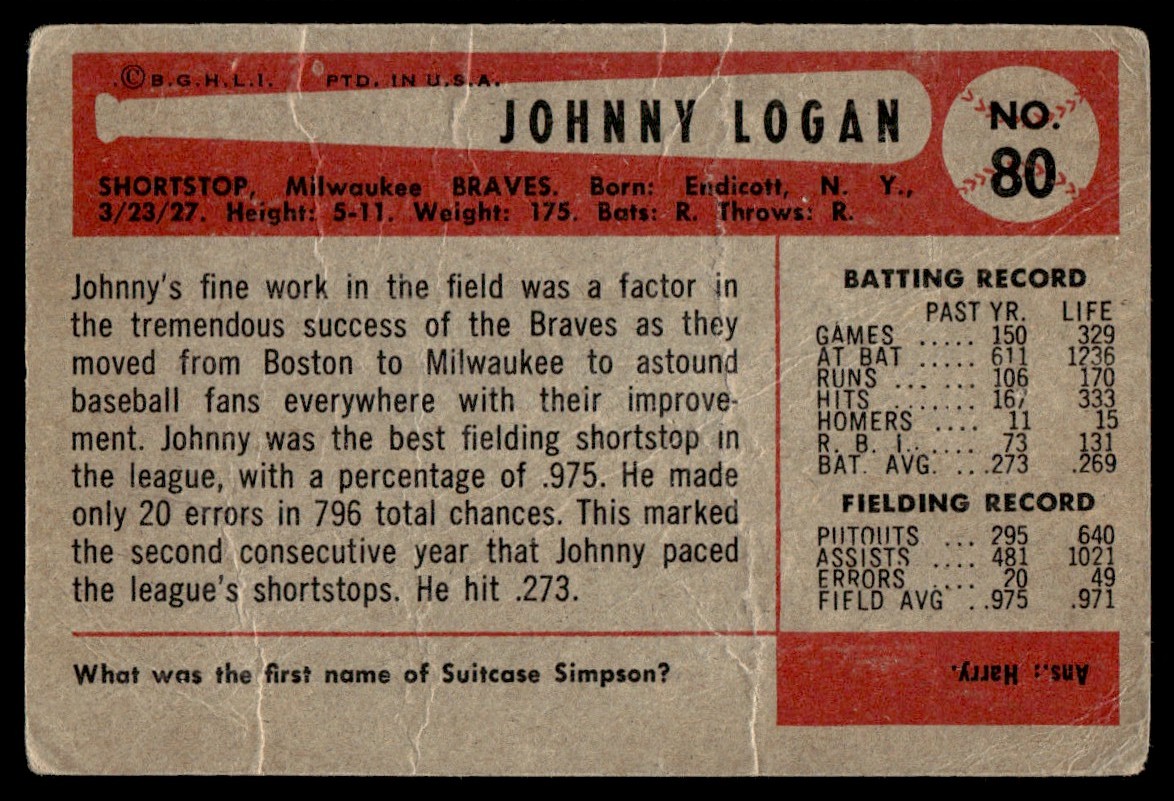 © B.G.H.L.I. PTD. IN U.S.A.
JOHNNY LOGAN
NO.
80
SHORTSTOP, Milwaukee BRAVES. Born: Endicott, N. Y.,
3/23/27. Height: 5-11. Weight: 175. Bats: R. Throws: R.
Johnny's fine work in the field was a factor in
the tremendous success of the Braves as they
moved from Boston to Milwaukee to astound
baseball fans everywhere with their improve-
ment. Johnny was the best fielding shortstop in
the league, with a percentage of .975. He made
only 20 errors in 796 total chances. This marked
the second consecutive year that Johnny paced
the league's shortstops. He hit .273.
BATTING RECORD
PAST YR. LIFE
GAMES ..... 150 329
AT BAT ..... 611 1236
RUNS ... ... 106 170
HITS ........ 167 333
HOMERS .... 11 15
R. B. I. ..... 73 131
BAT. AVG. ... .273 .269
FIELDING RECORD
PUTOUTS ... 295 640
ASSISTS .... 481 1021
ERRORS .... 20 49
FIELD AVG . .975 .971
What was the first name of Suitcase Simpson?
Ans.: Harry.